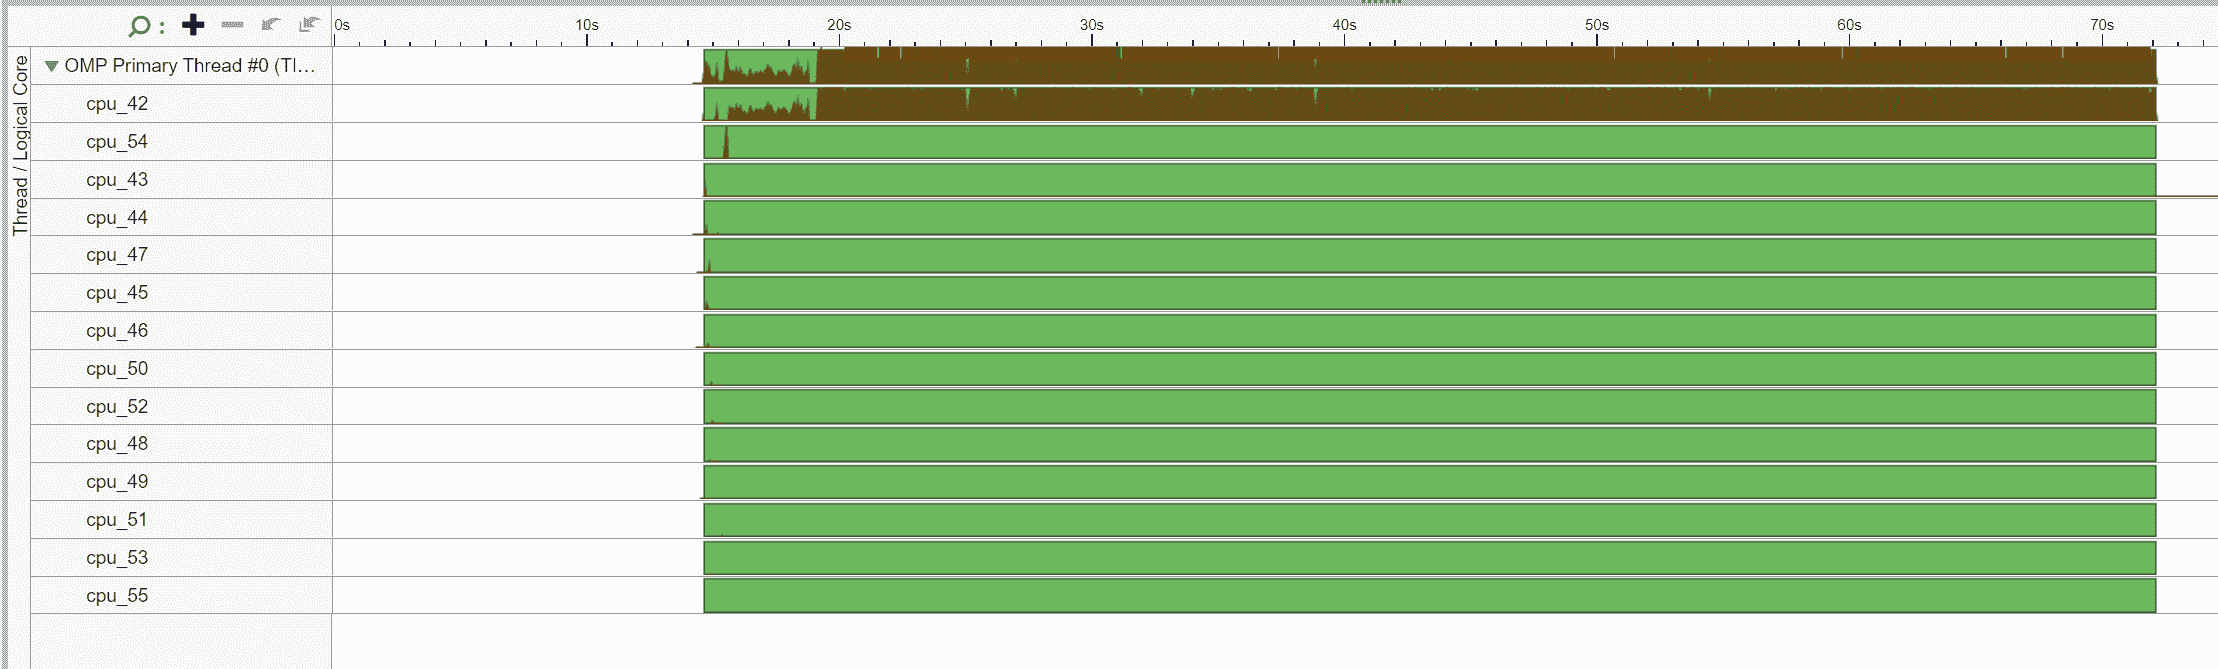 : 0s 10s 20s 30s 40s 50s 60s 70s
Thread / Logical Core
OMP Primary Thread #0 (TI...
cpu_42
cpu_54
cpu_43
cpu_44
cpu_47
cpu_45
cpu_46
cpu_50
cpu_52
cpu_48
cpu_49
cpu_51
cpu_53
cpu_55